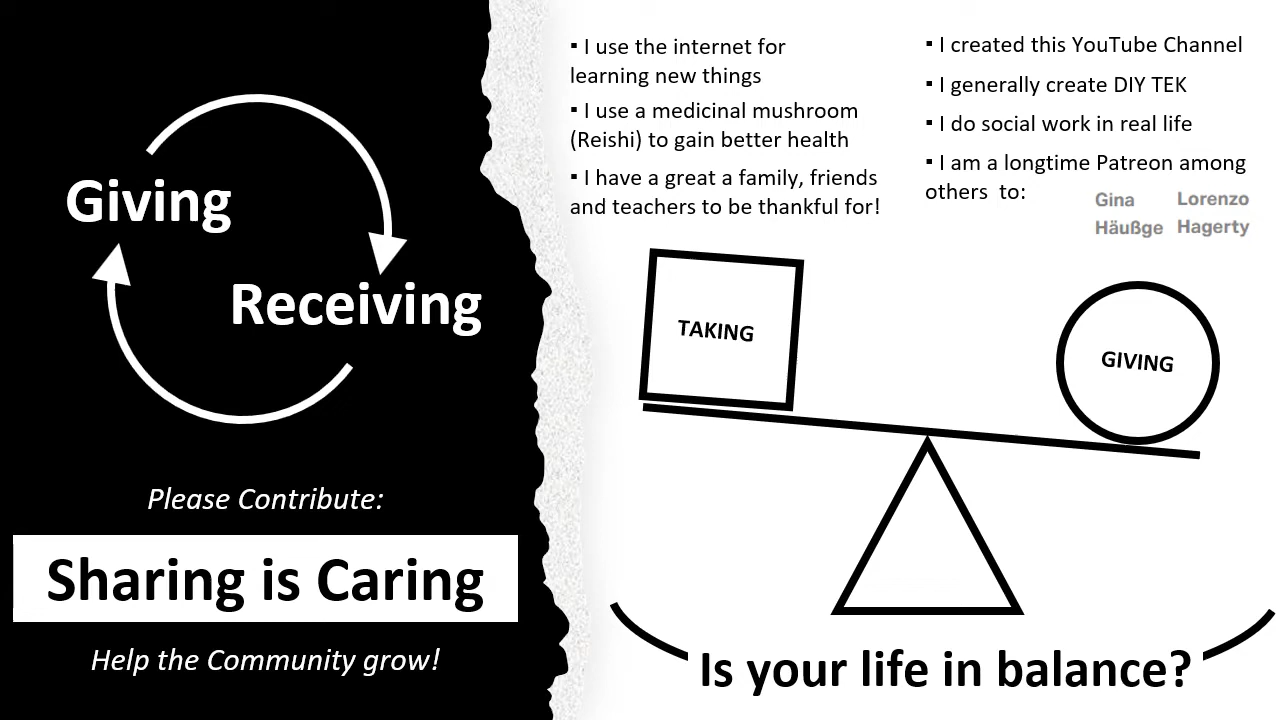 Giving
Receiving
Please Contribute:
Sharing is Caring
Help the Community grow!
▪ I use the internet for
learning new things
▪ I use a medicinal mushroom
(Reishi) to gain better health
▪ I have a great a family, friends
and teachers to be thankful for!
▪ I created this YouTube Channel
▪ I generally create DIY TEK
▪ I do social work in real life
▪ I am a longtime Patreon among
others to:
Gina Lorenzo
Häußge Hagerty
TAKING
GIVING
Is your life in balance?